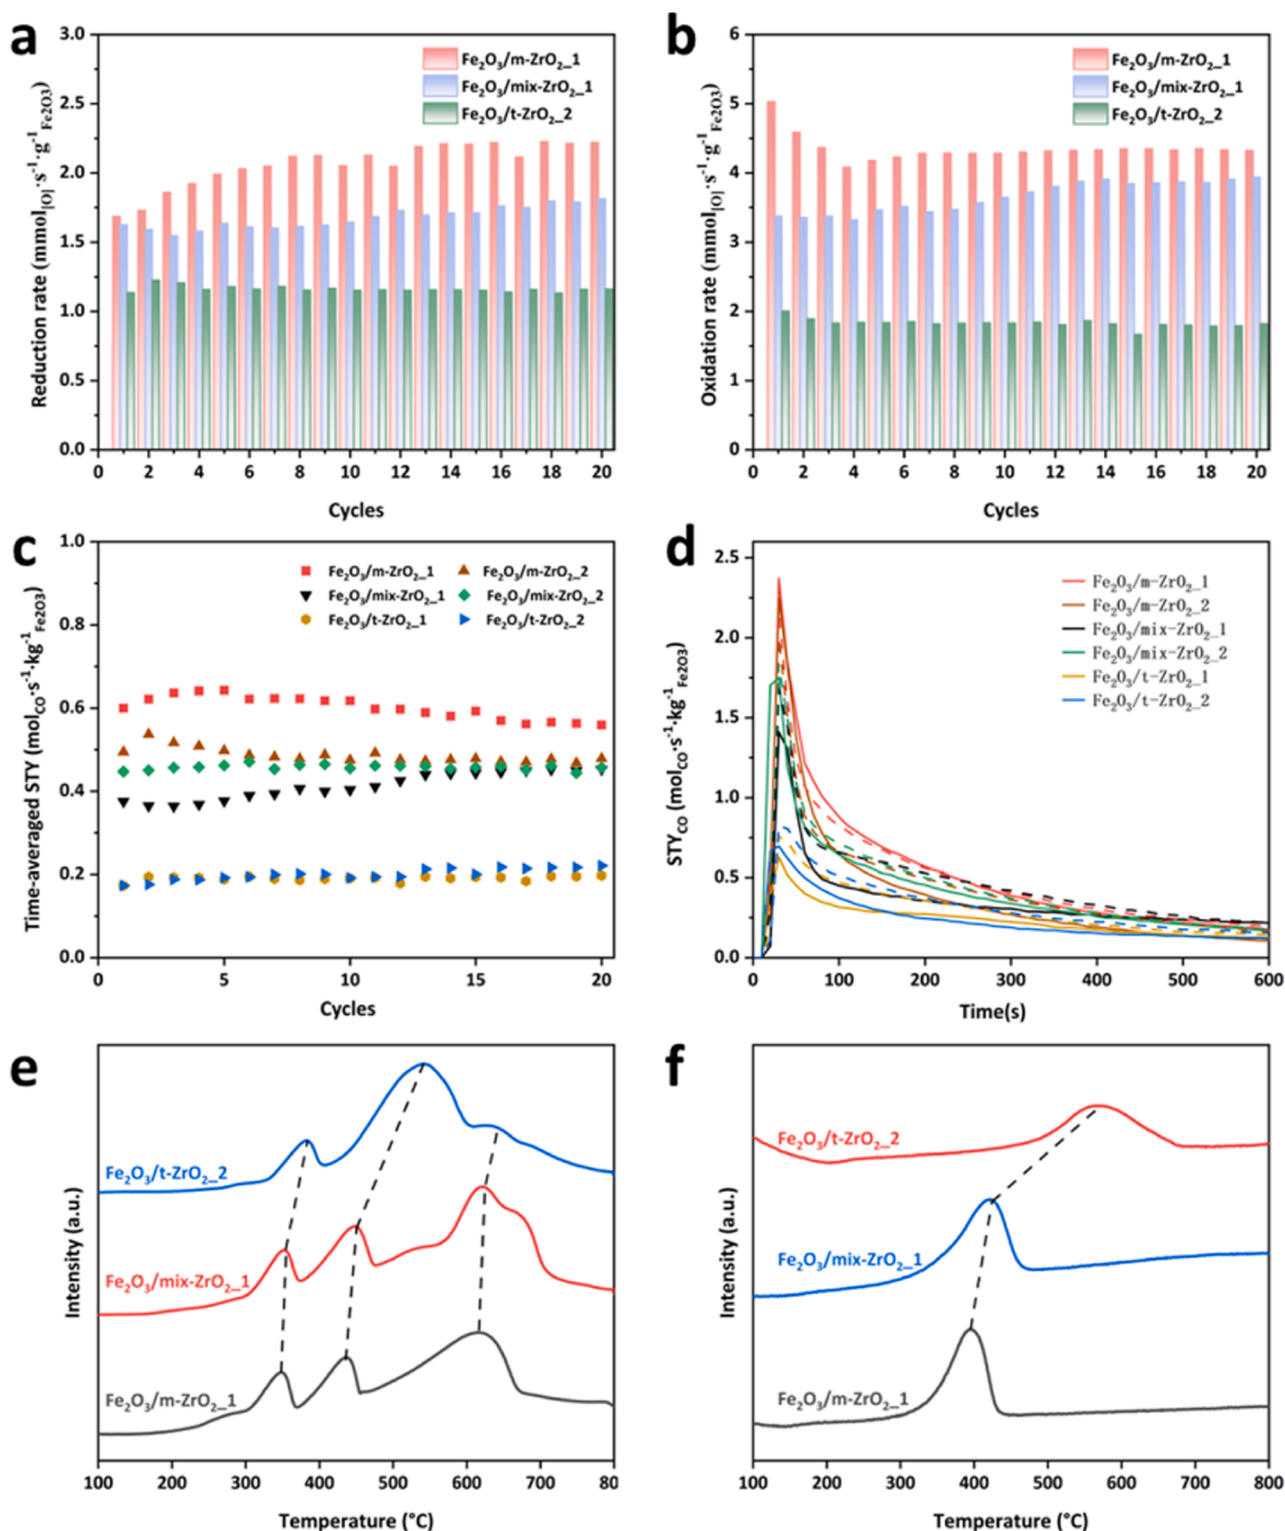 a
3.0
2.5
2.0
1.5
1.0
0.5
0.0
Reduction rate (mmol[O]·s⁻¹·g⁻¹ Fe2O3)
Fe₂O₃/m-ZrO₂_1
Fe₂O₃/mix-ZrO₂_1
Fe₂O₃/t-ZrO₂_2
0 2 4 6 8 10 12 14 16 18 20
Cycles
b
6
5
4
3
2
1
0
Oxidation rate (mmol[O]·s⁻¹·g⁻¹ Fe2O3)
Fe₂O₃/m-ZrO₂_1
Fe₂O₃/mix-ZrO₂_1
Fe₂O₃/t-ZrO₂_2
0 2 4 6 8 10 12 14 16 18 20
Cycles
c
1.0
0.8
0.6
0.4
0.2
0.0
Time-averaged STY (molCO·s⁻¹·kg⁻¹ Fe2O3)
Fe₂O₃/m-ZrO₂_1 Fe₂O₃/m-ZrO₂_2
Fe₂O₃/mix-ZrO₂_1 Fe₂O₃/mix-ZrO₂_2
Fe₂O₃/t-ZrO₂_1 Fe₂O₃/t-ZrO₂_2
0 5 10 15 20
Cycles
d
2.5
2.0
1.5
1.0
0.5
0.0
STYCO (molCO·s⁻¹·kg⁻¹ Fe2O3)
Fe₂O₃/m-ZrO₂_1
Fe₂O₃/m-ZrO₂_2
Fe₂O₃/mix-ZrO₂_1
Fe₂O₃/mix-ZrO₂_2
Fe₂O₃/t-ZrO₂_1
Fe₂O₃/t-ZrO₂_2
0 100 200 300 400 500 600
Time(s)
e
Intensity (a.u.)
Fe₂O₃/t-ZrO₂_2
Fe₂O₃/mix-ZrO₂_1
Fe₂O₃/m-ZrO₂_1
100 200 300 400 500 600 700 800
Temperature (°C)
f
Intensity (a.u.)
Fe₂O₃/t-ZrO₂_2
Fe₂O₃/mix-ZrO₂_1
Fe₂O₃/m-ZrO₂_1
100 200 300 400 500 600 700 800
Temperature (°C)